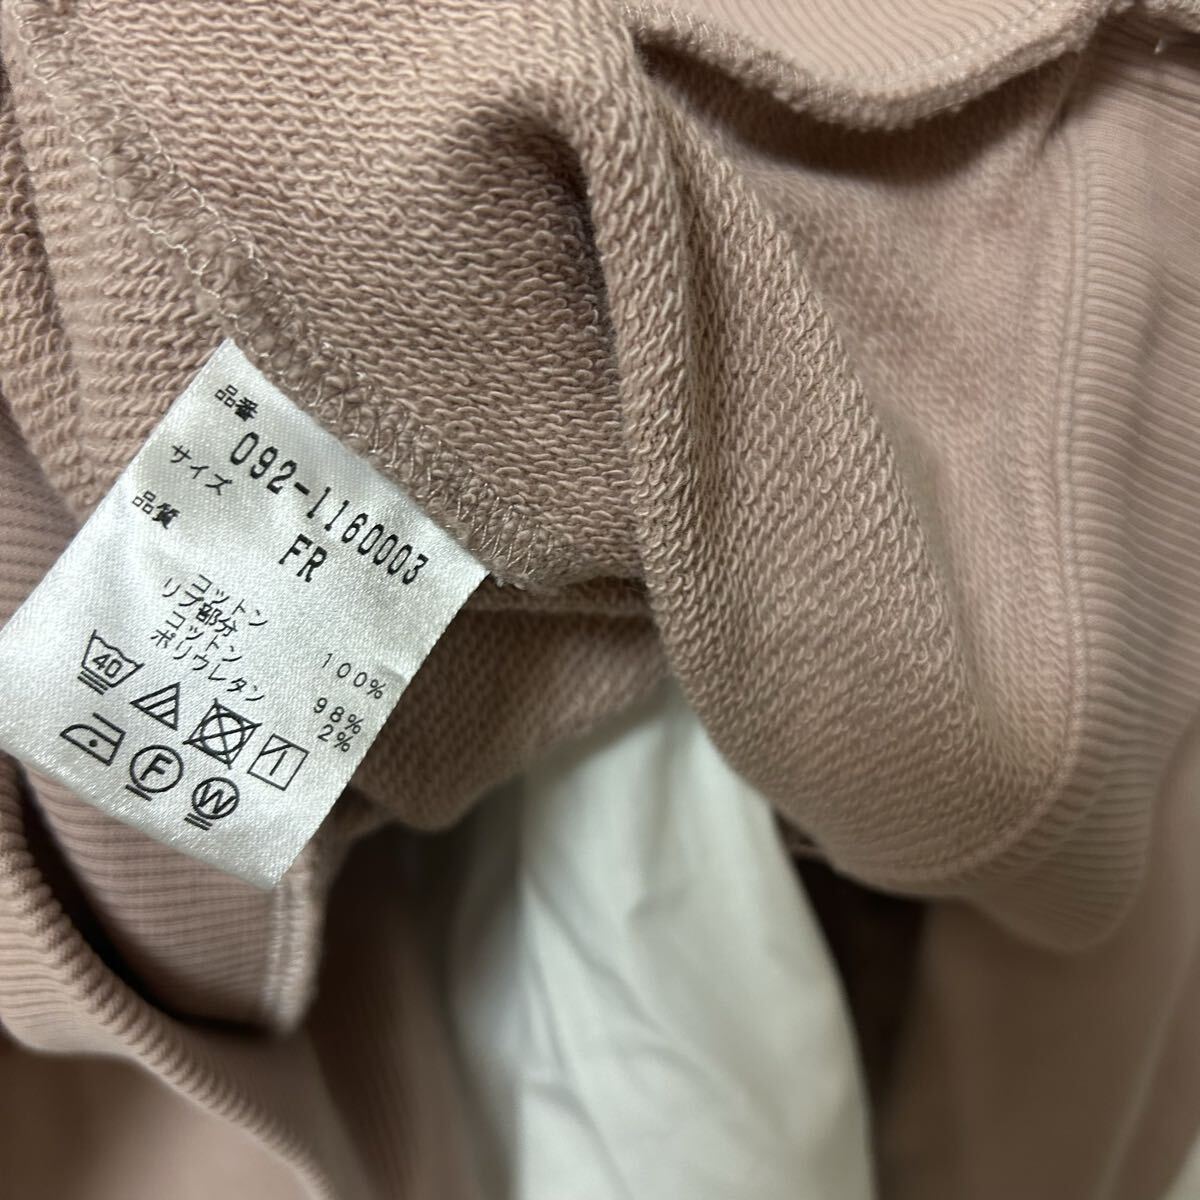 品番
092-1160003
サイズ
FR
品質
コットン 100%
リブ部分
コットン 98%
ポリウレタン 2%
40
F
W